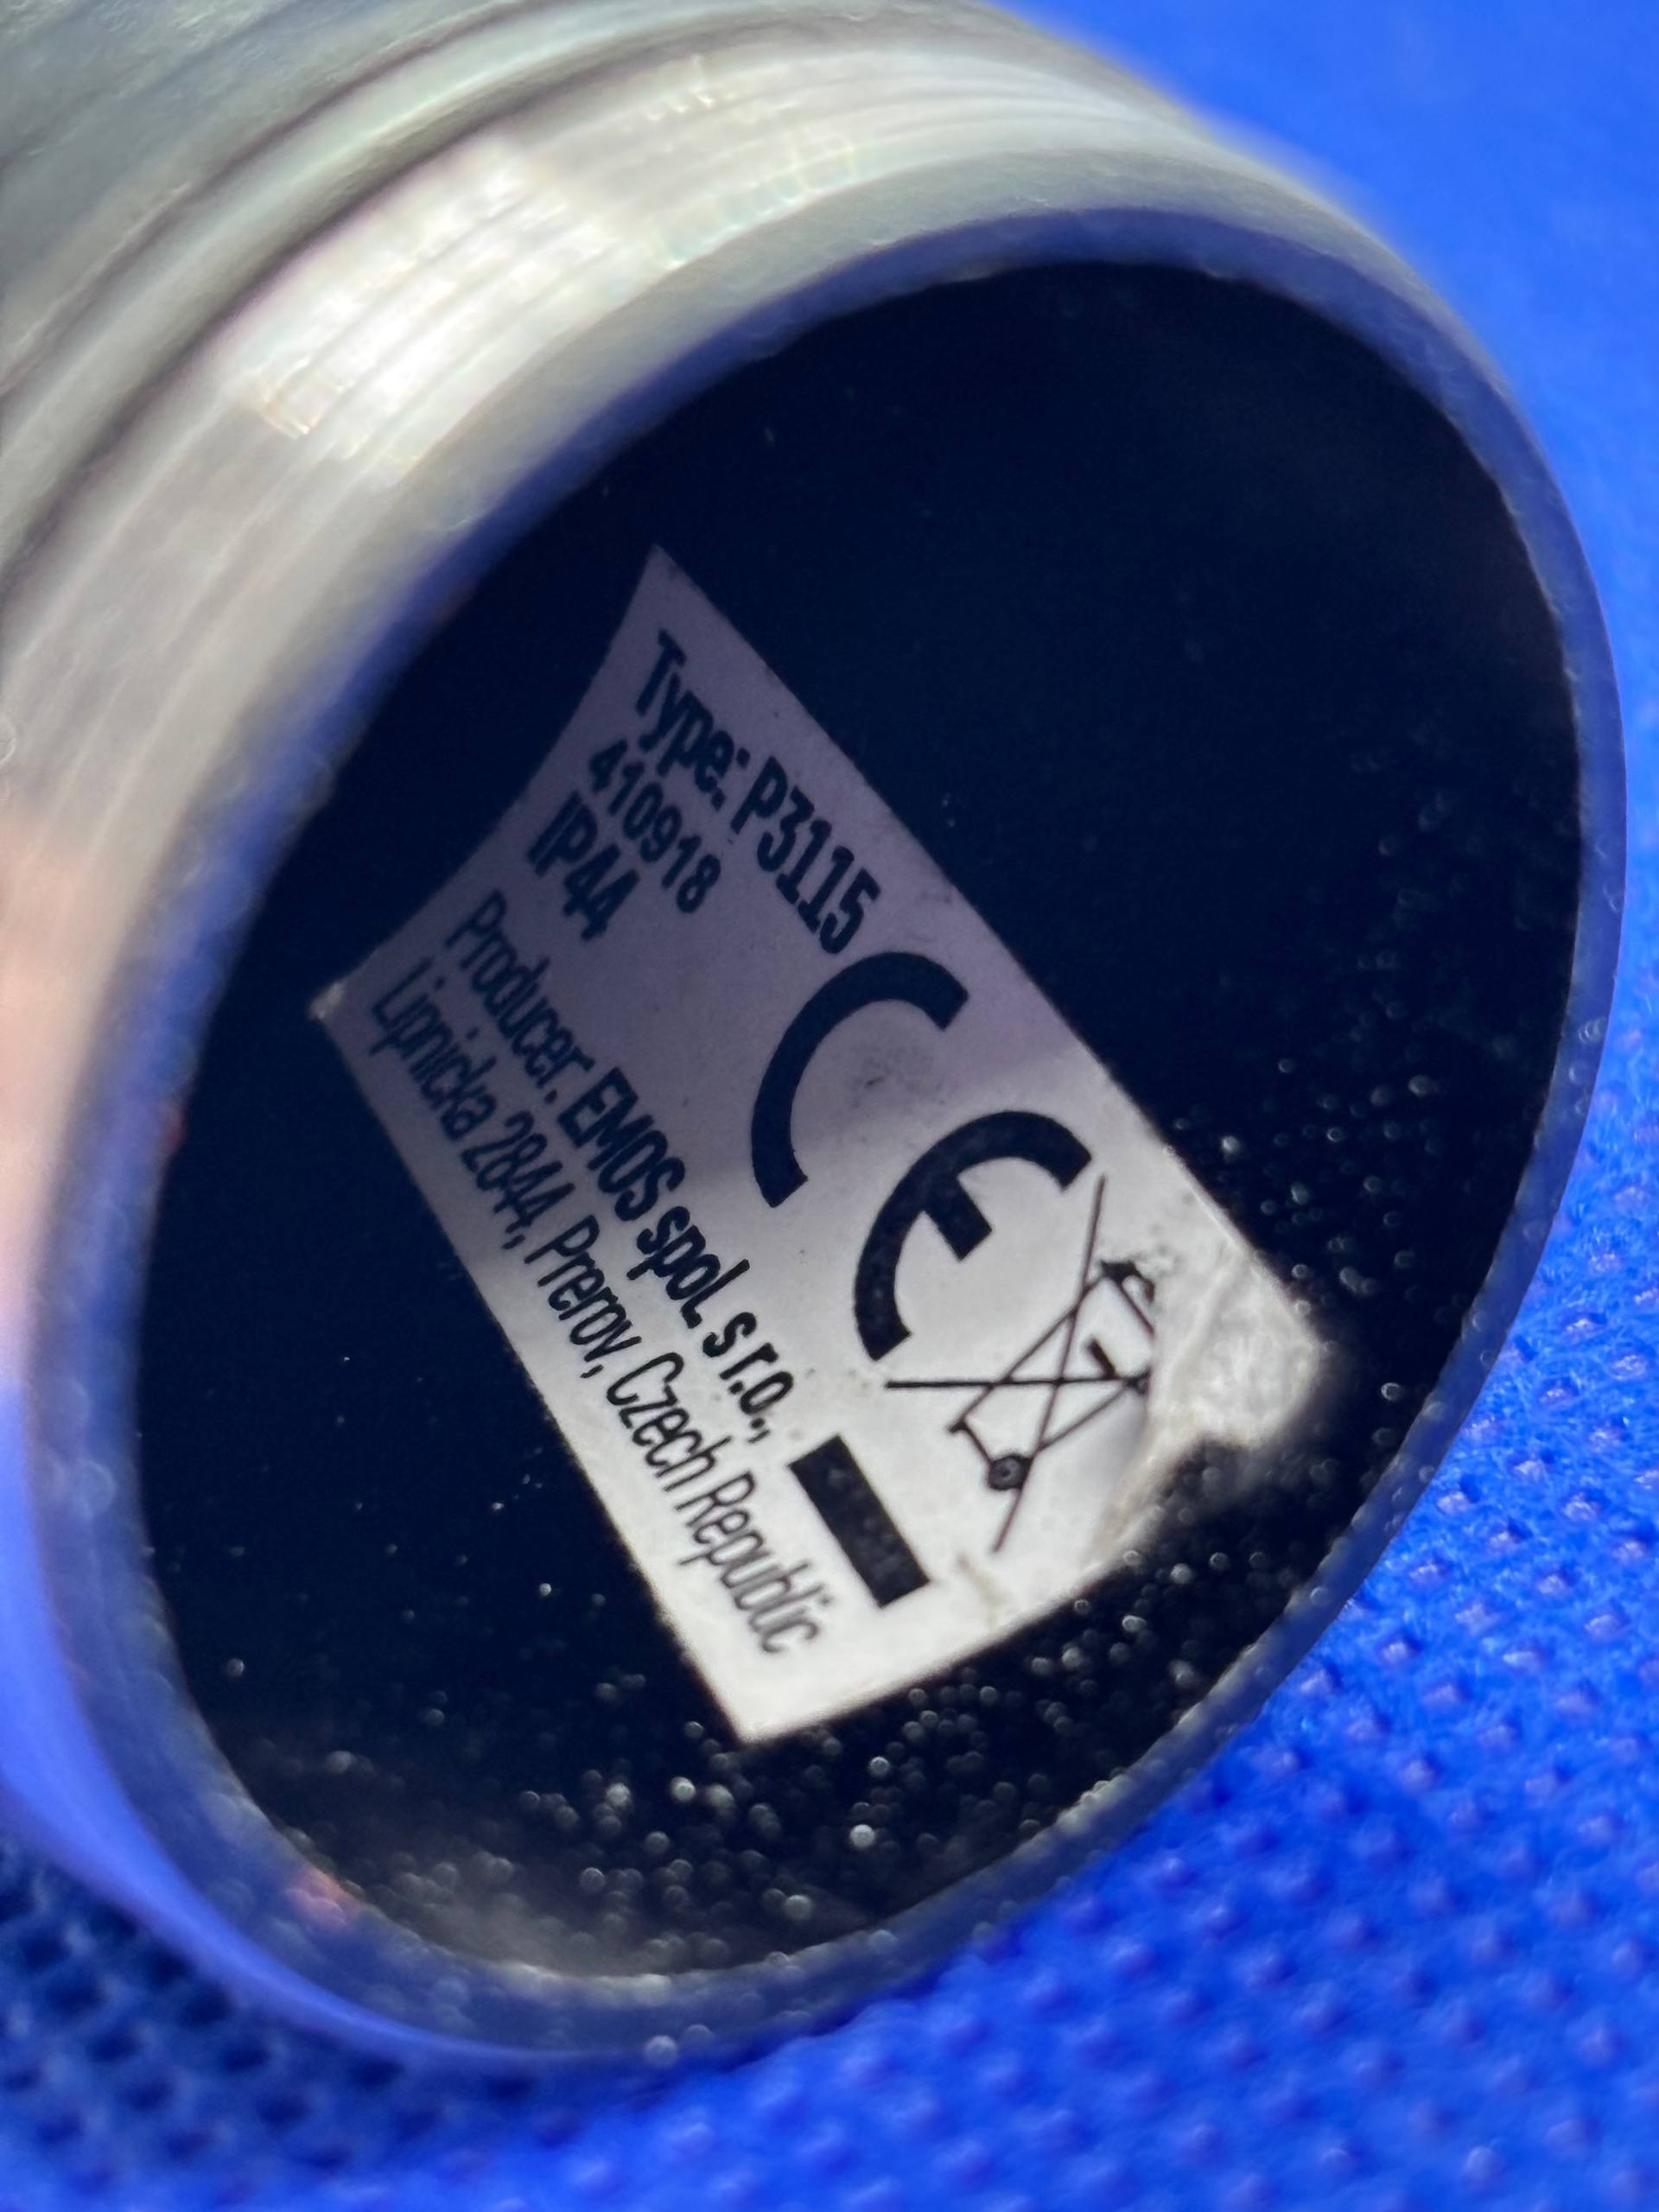 Type: P3115
410918
IP44
CE
Producer: EMOS spol. s r.o.,
Lipnicka 2844, Prerov, Czech Republic